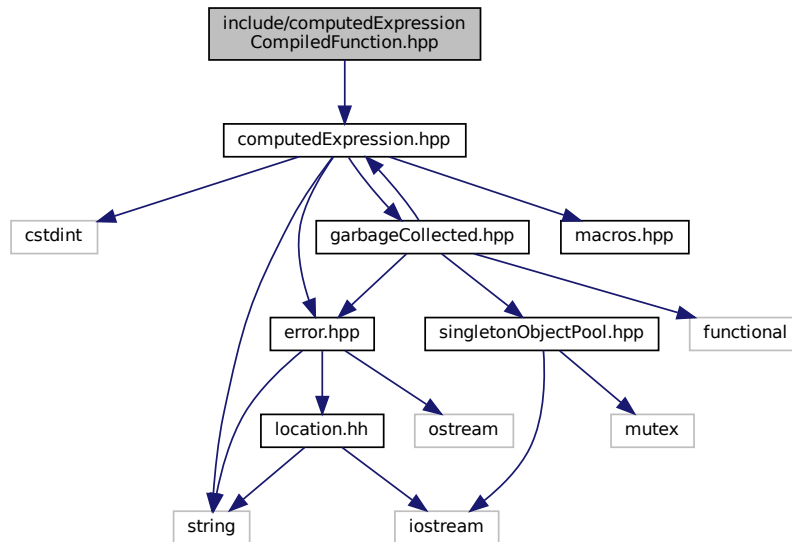 include/computedExpression
CompiledFunction.hpp
computedExpression.hpp
cstdint
garbageCollected.hpp
macros.hpp
error.hpp
singletonObjectPool.hpp
functional
location.hh
ostream
mutex
string
iostream